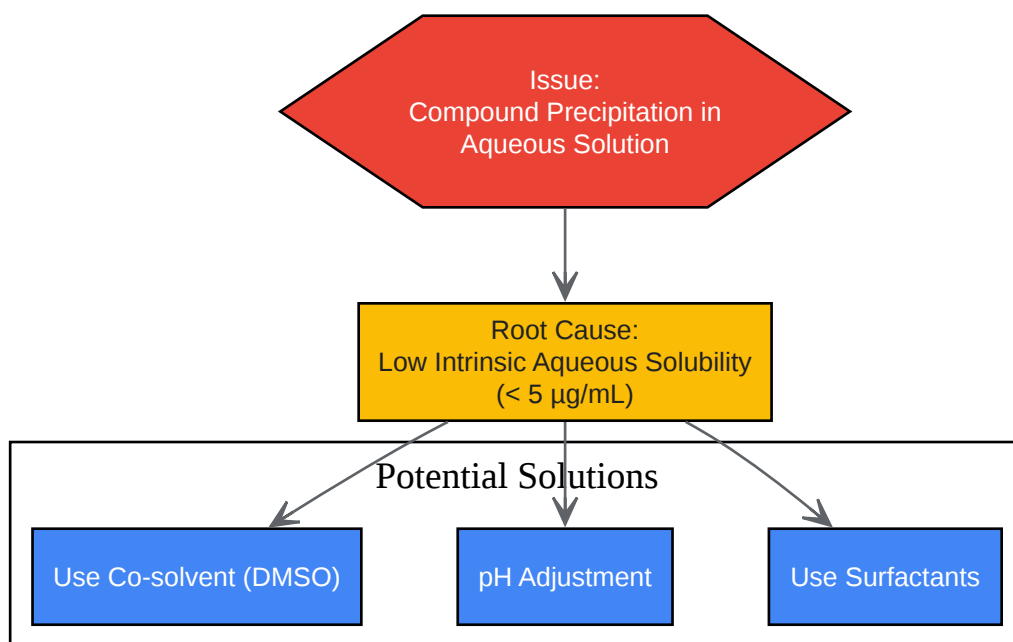 Issue:
Compound Precipitation in
Aqueous Solution
Root Cause:
Low Intrinsic Aqueous Solubility
(< 5 µg/mL)
Potential Solutions
Use Co-solvent (DMSO)
pH Adjustment
Use Surfactants